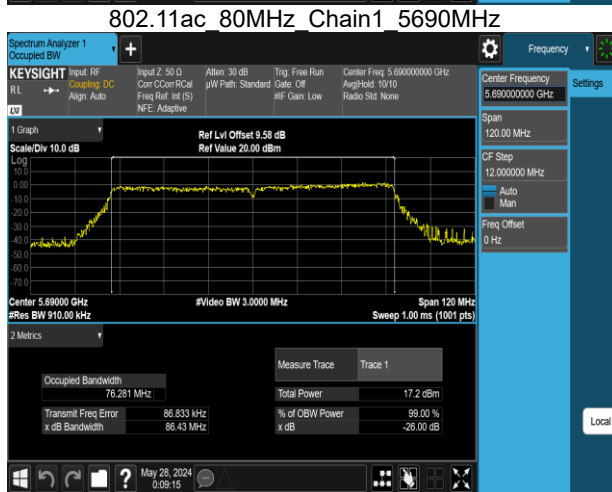 802.11ac_80MHz_Chain1_5690MHz
Spectrum Analyzer 1
Occupied BW
Frequency
KEYSIGHT
RL
Input: RF
Coupling: DC
Align: Auto
Input Z: 50 Ω
Corr CCorr RCal
Freq Ref: Int (S)
NFE: Adaptive
Atten: 30 dB
µW Path: Standard
Trig: Free Run
Gate: Off
#IF Gain: Low
Center Freq: 5.690000000 GHz
Avg|Hold: 10/10
Radio Std: None
Center Frequency
5.690000000 GHz
Settings
Span
120.00 MHz
CF Step
12.000000 MHz
Auto
Man
Freq Offset
0 Hz
1 Graph
Scale/Div 10.0 dB
Ref Lvl Offset 9.58 dB
Ref Value 20.00 dBm
Log
10.0
0.00
-10.0
-20.0
-30.0
-40.0
-50.0
-60.0
-70.0
Center 5.69000 GHz
#Video BW 3.0000 MHz
Span 120 MHz
#Res BW 910.00 kHz
Sweep 1.00 ms (1001 pts)
2 Metrics
Measure Trace Trace 1
Occupied Bandwidth
76.281 MHz
Total Power 17.2 dBm
Transmit Freq Error 86.833 kHz
% of OBW Power 99.00 %
x dB Bandwidth 86.43 MHz
x dB -26.00 dB
Local
May 28, 2024
0:09:15